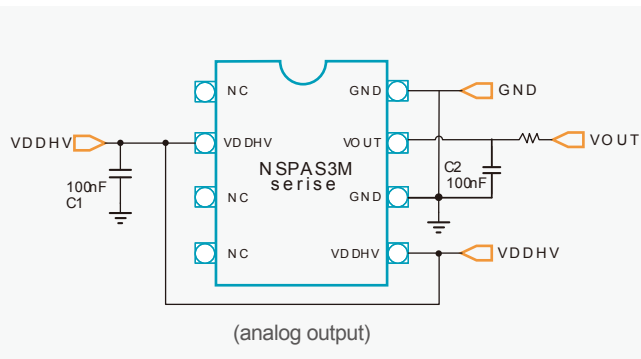 NC
GND
GND
VDDHV
VDDHV
VOUT
VOUT
NSPAS3M
serise
C2
100nF
100nF
C1
NC
GND
NC
VDDHV
VDDHV
(analog output)